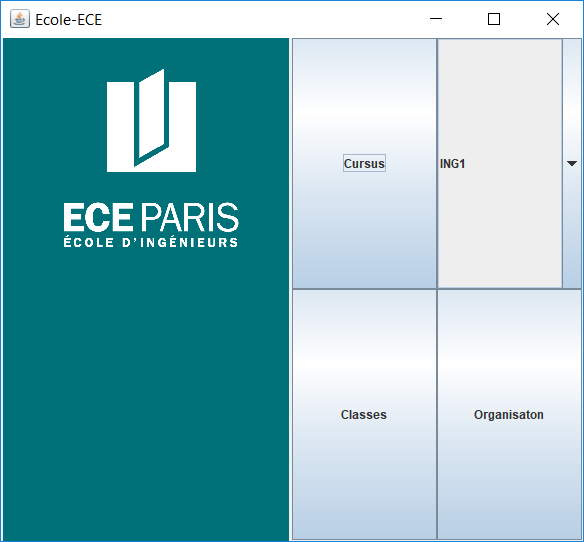 Ecole-ECE
ECE PARIS
ÉCOLE D'INGÉNIEURS
Cursus
ING1
Classes
Organisaton